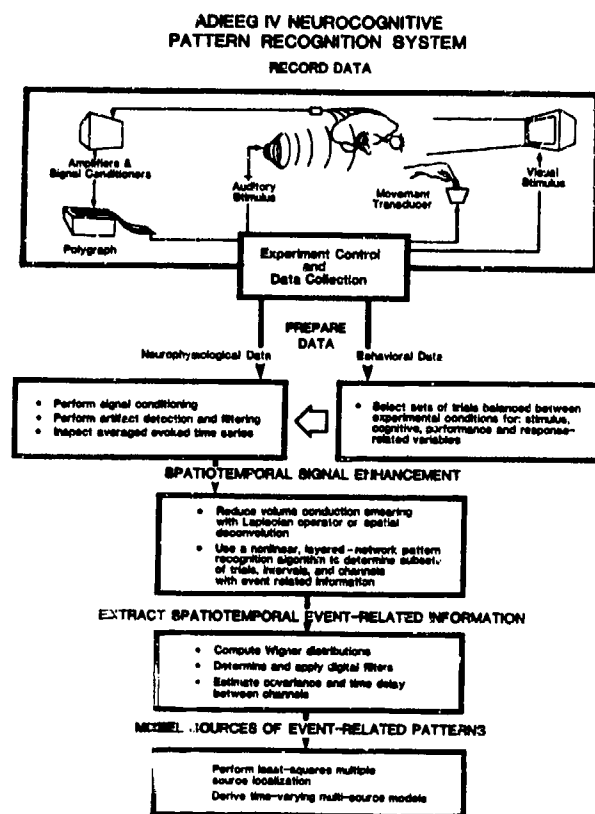 ADIEEG IV NEUROCOGNITIVE
PATTERN RECOGNITION SYSTEM
RECORD DATA
Amplifiers &
Signal Conditioners
Auditory
Stimulus
Movement
Transducer
Visual
Stimulus
Polygraph
Experiment Control
and
Data Collection
PREPARE
DATA
Neurophysiological Data
Behavioral Data
• Perform signal conditioning
• Perform artifact detection and filtering
• Inspect averaged evoked time series
• Select sets of trials balanced between
experimental conditions for: stimulus,
cognitive, performance and response-
related variables
SPATIOTEMPORAL SIGNAL ENHANCEMENT
• Reduce volume conduction smearing
with Laplacian operator or spatial
deconvolution
• Use a nonlinear, layered-network pattern
recognition algorithm to determine subset
of trials, intervals, and channels
with event related information
EXTRACT SPATIOTEMPORAL EVENT-RELATED INFORMATION
• Compute Wigner distributions
• Determine and apply digital filters
• Estimate covariance and time delay
between channels
MODEL SOURCES OF EVENT-RELATED PATTERNS
Perform least-squares multiple
source localization
Derive time-varying multi-source models